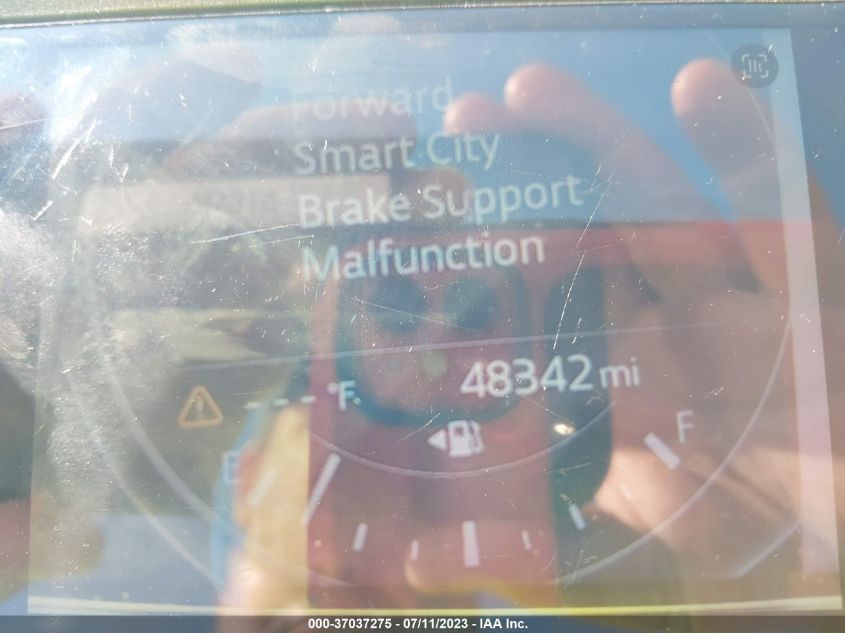 Forward
Smart City
Brake Support
Malfunction
48342 mi
- - - °F
E
F
000-37037275 - 07/11/2023 - IAA Inc.